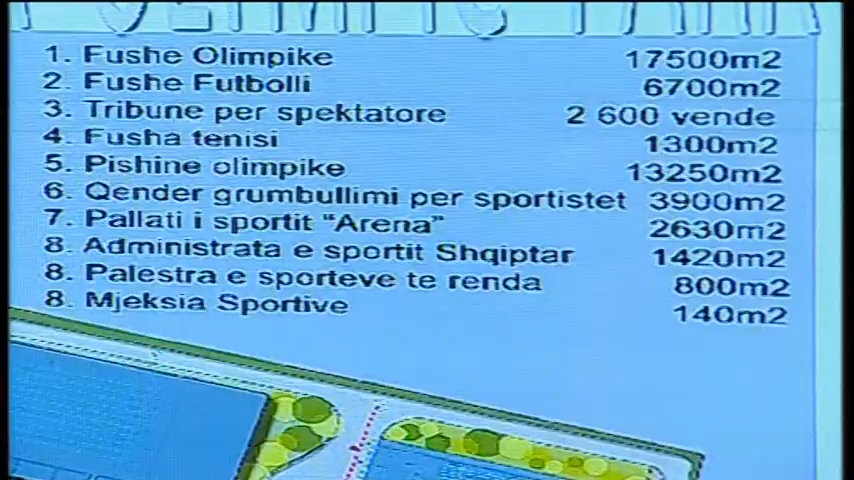 OLIMPIC PARK
1. Fushe Olimpike 17500m2
2. Fushe Futbolli 6700m2
3. Tribune per spektatore 2 600 vende
4. Fusha tenisi 1300m2
5. Pishine olimpike 13250m2
6. Qender grumbullimi per sportistet 3900m2
7. Pallati i sportit "Arena" 2630m2
8. Administrata e sportit Shqiptar 1420m2
8. Palestra e sporteve te renda 800m2
8. Mjeksia Sportive 140m2